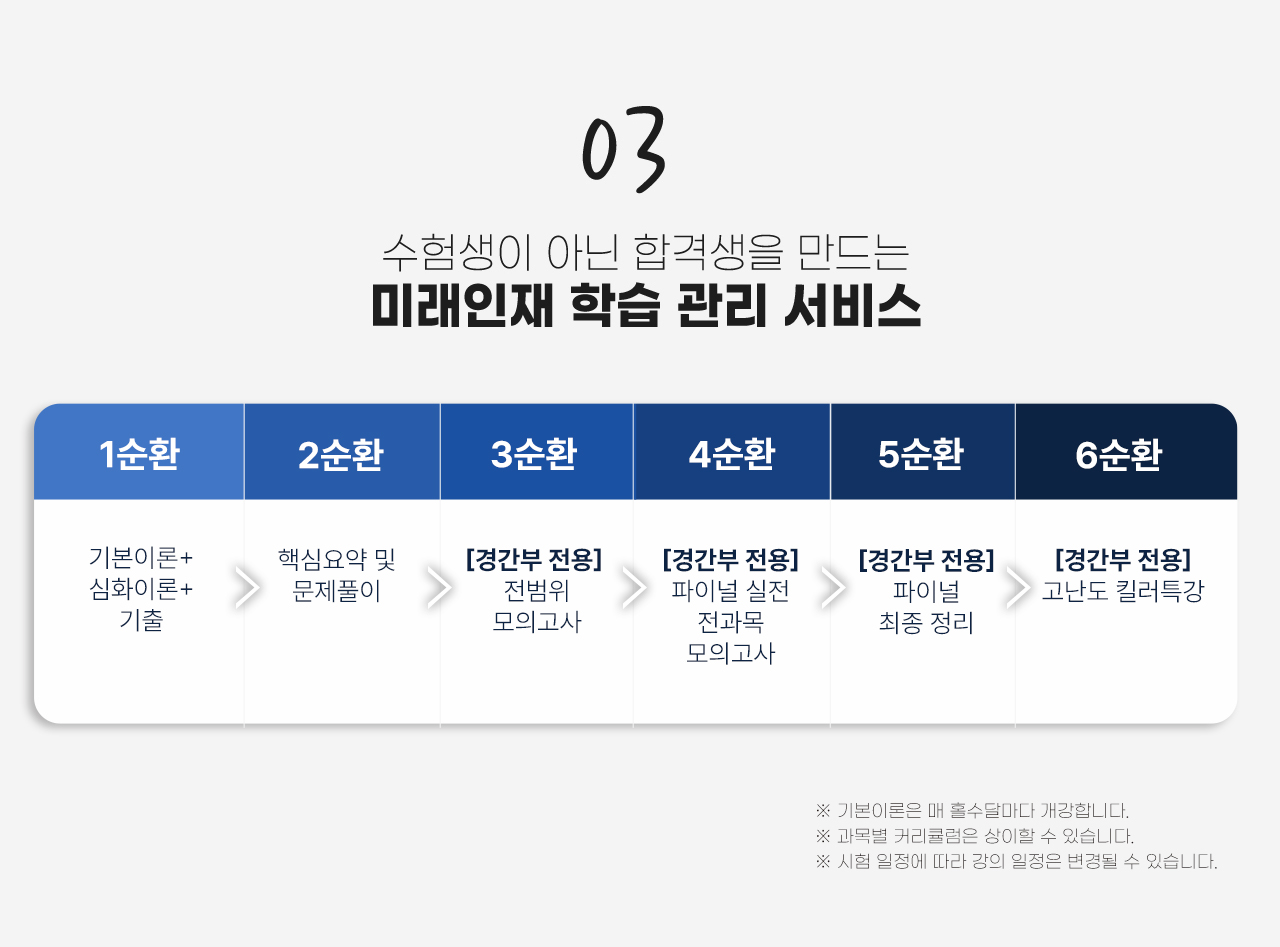 03
수험생이 아닌 합격생을 만드는
미래인재 학습 관리 서비스
1순환
2순환
3순환
4순환
5순환
6순환
기본이론+
심화이론+
기출
핵심요약 및
문제풀이
[경간부 전용]
전범위
모의고사
[경간부 전용]
파이널 실전
전과목
모의고사
[경간부 전용]
파이널
최종 정리
[경간부 전용]
고난도 킬러특강
※ 기본이론은 매 홀수달마다 개강합니다.
※ 과목별 커리큘럼은 상이할 수 있습니다.
※ 시험 일정에 따라 강의 일정은 변경될 수 있습니다.